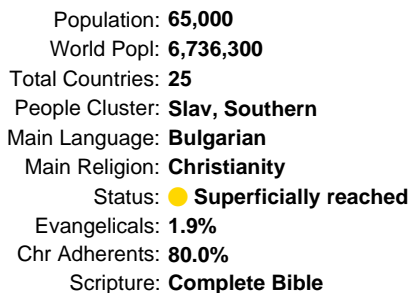 Population: 65,000
World Popl: 6,736,300
Total Countries: 25
People Cluster: Slav, Southern
Main Language: Bulgarian
Main Religion: Christianity
Status: Superficially reached
Evangelicals: 1.9%
Chr Adherents: 80.0%
Scripture: Complete Bible